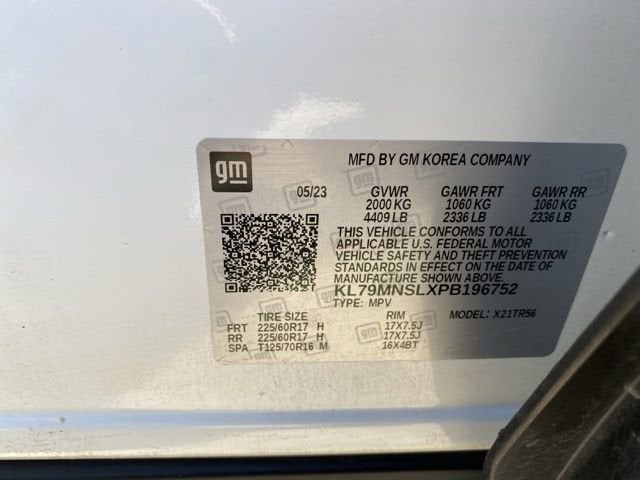 gm
MFD BY GM KOREA COMPANY
05/23 GVWR GAWR FRT GAWR RR
2000 KG 1060 KG 1060 KG
4409 LB 2336 LB 2336 LB
THIS VEHICLE CONFORMS TO ALL
APPLICABLE U.S. FEDERAL MOTOR
VEHICLE SAFETY AND THEFT PREVENTION
STANDARDS IN EFFECT ON THE DATE OF
MANUFACTURE SHOWN ABOVE.
KL79MNSLXPB196752
TYPE: MPV MODEL: X21TR56
TIRE SIZE RIM
FRT 225/60R17 H 17X7.5J
RR 225/60R17 H 17X7.5J
SPA T125/70R16 M 16X4BT